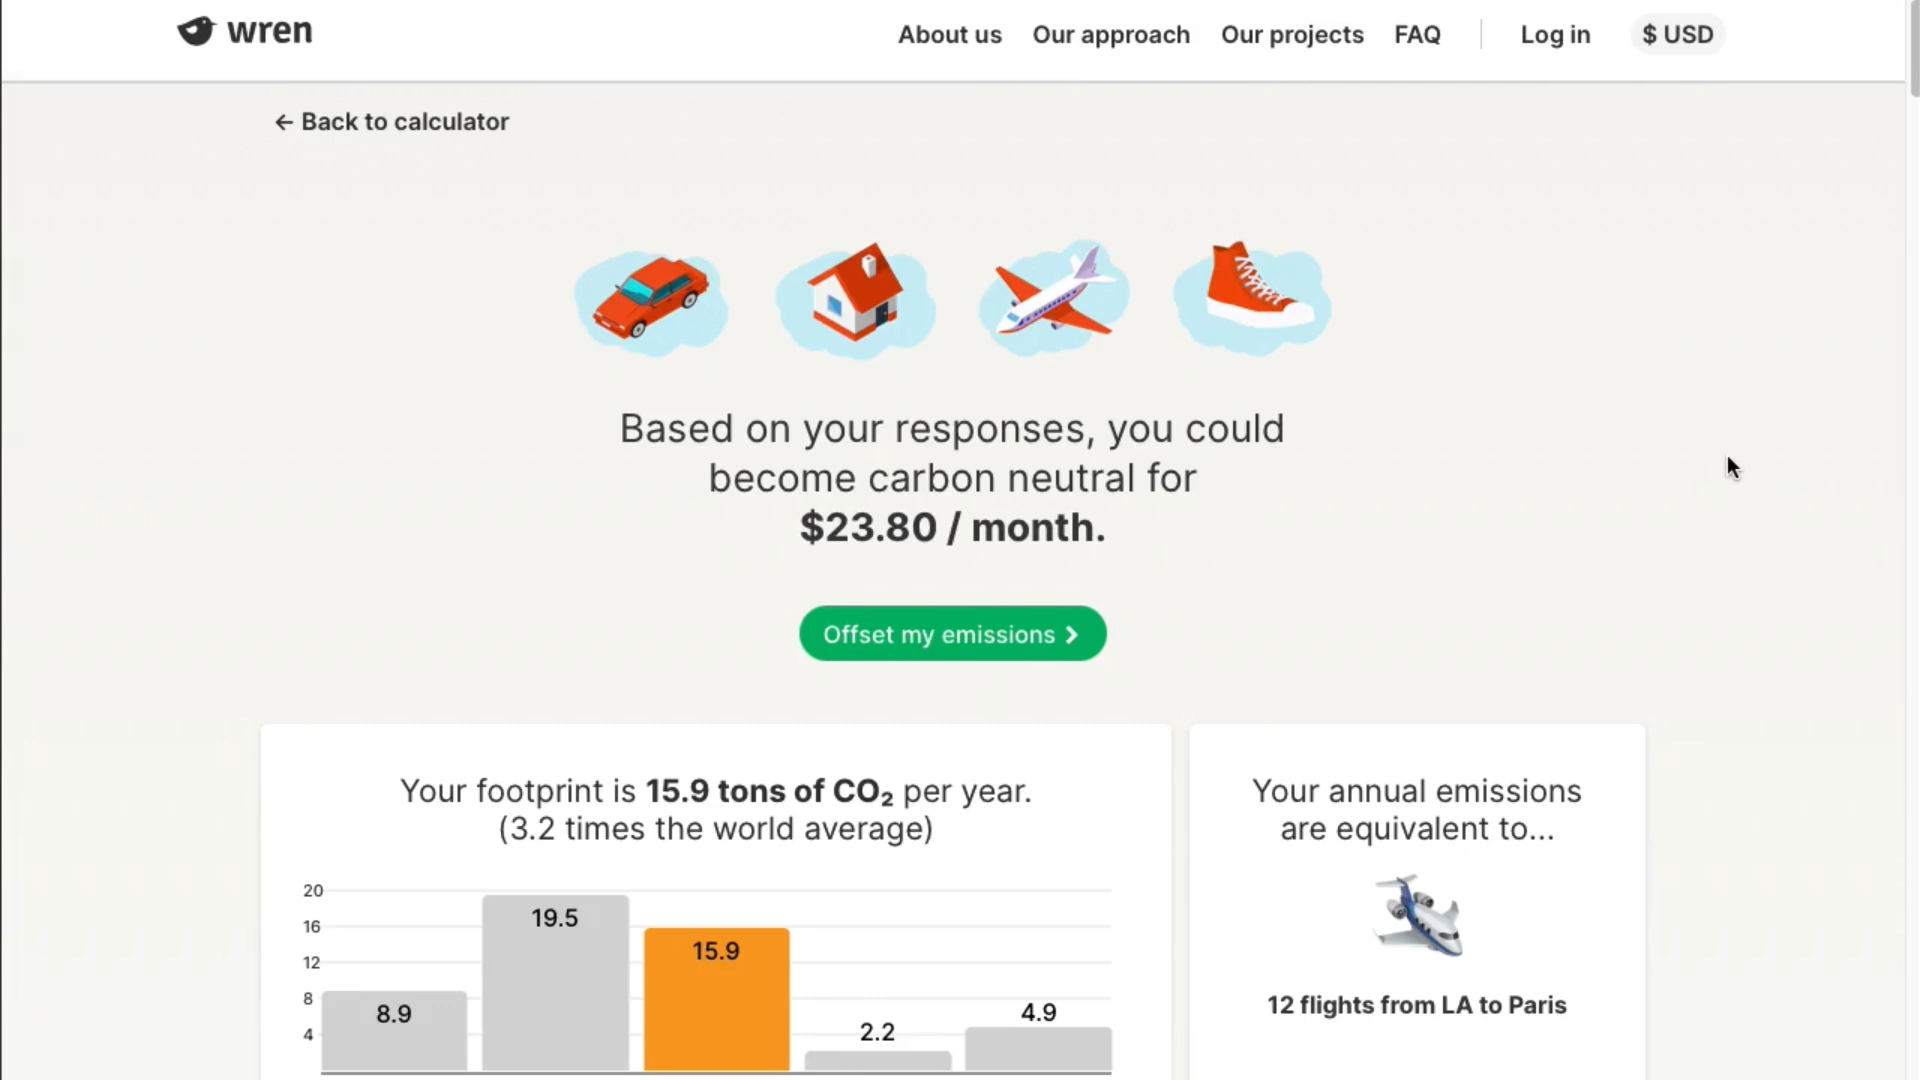 wren
About us Our approach Our projects FAQ Log in $ USD
← Back to calculator
Based on your responses, you could
become carbon neutral for
$23.80 / month.
Offset my emissions
Your footprint is 15.9 tons of CO₂ per year.
(3.2 times the world average)
20
16
12
8
4
8.9
19.5
15.9
2.2
4.9
Your annual emissions
are equivalent to...
12 flights from LA to Paris